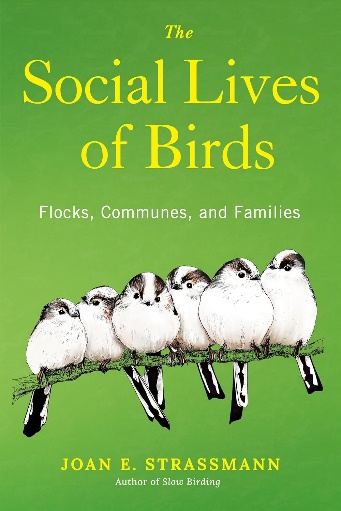 The
Social Lives
of Birds
Flocks, Communes, and Families
JOAN E. STRASSMANN
Author of Slow Birding